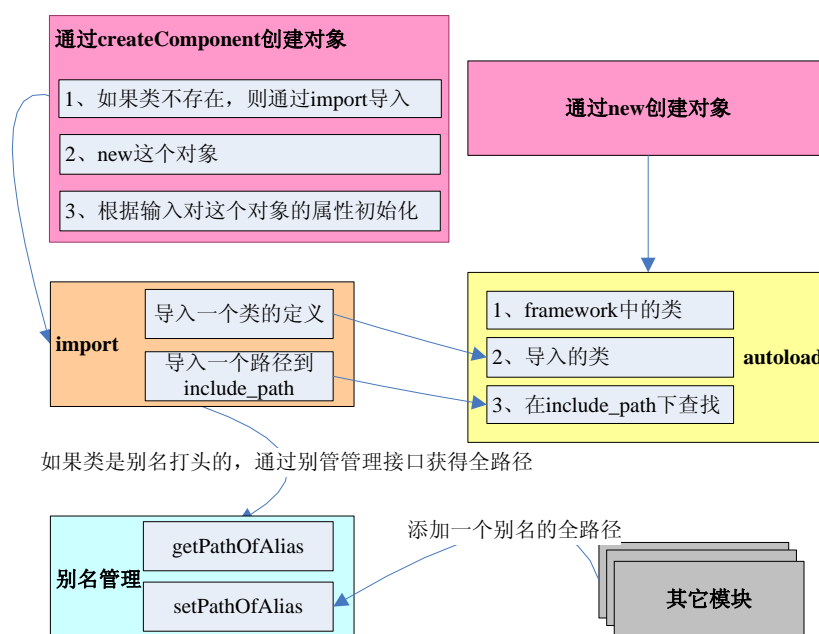 通过createComponent创建对象
1、如果类不存在，则通过import导入
2、new这个对象
3、根据输入对这个对象的属性初始化
通过new创建对象
import
导入一个类的定义
导入一个路径到
include_path
1、framework中的类
2、导入的类
3、在include_path下查找
autoload
如果类是别名打头的，通过别管管理接口获得全路径
别名管理
getPathOfAlias
setPathOfAlias
添加一个别名的全路径
其它模块